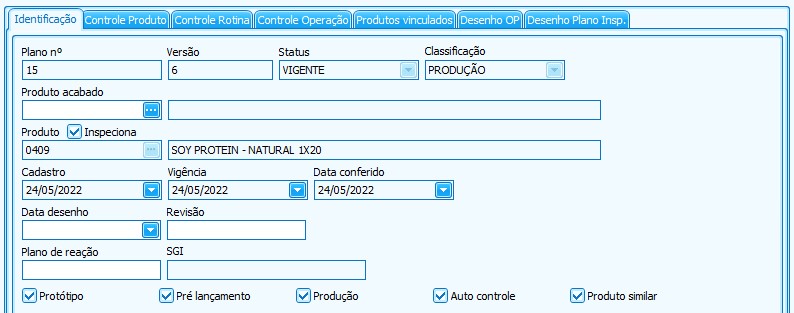 Identificação Controle Produto Controle Rotina Controle Operação Produtos vinculados Desenho OP Desenho Plano Insp.
Plano nº Versão Status Classificação
15 6 VIGENTE PRODUÇÃO
Produto acabado
...
Produto Inspeciona
0409 ... SOY PROTEIN - NATURAL 1X20
Cadastro Vigência Data conferido
24/05/2022 24/05/2022 24/05/2022
Data desenho Revisão
Plano de reação SGI
Protótipo Pré lançamento Produção Auto controle Produto similar